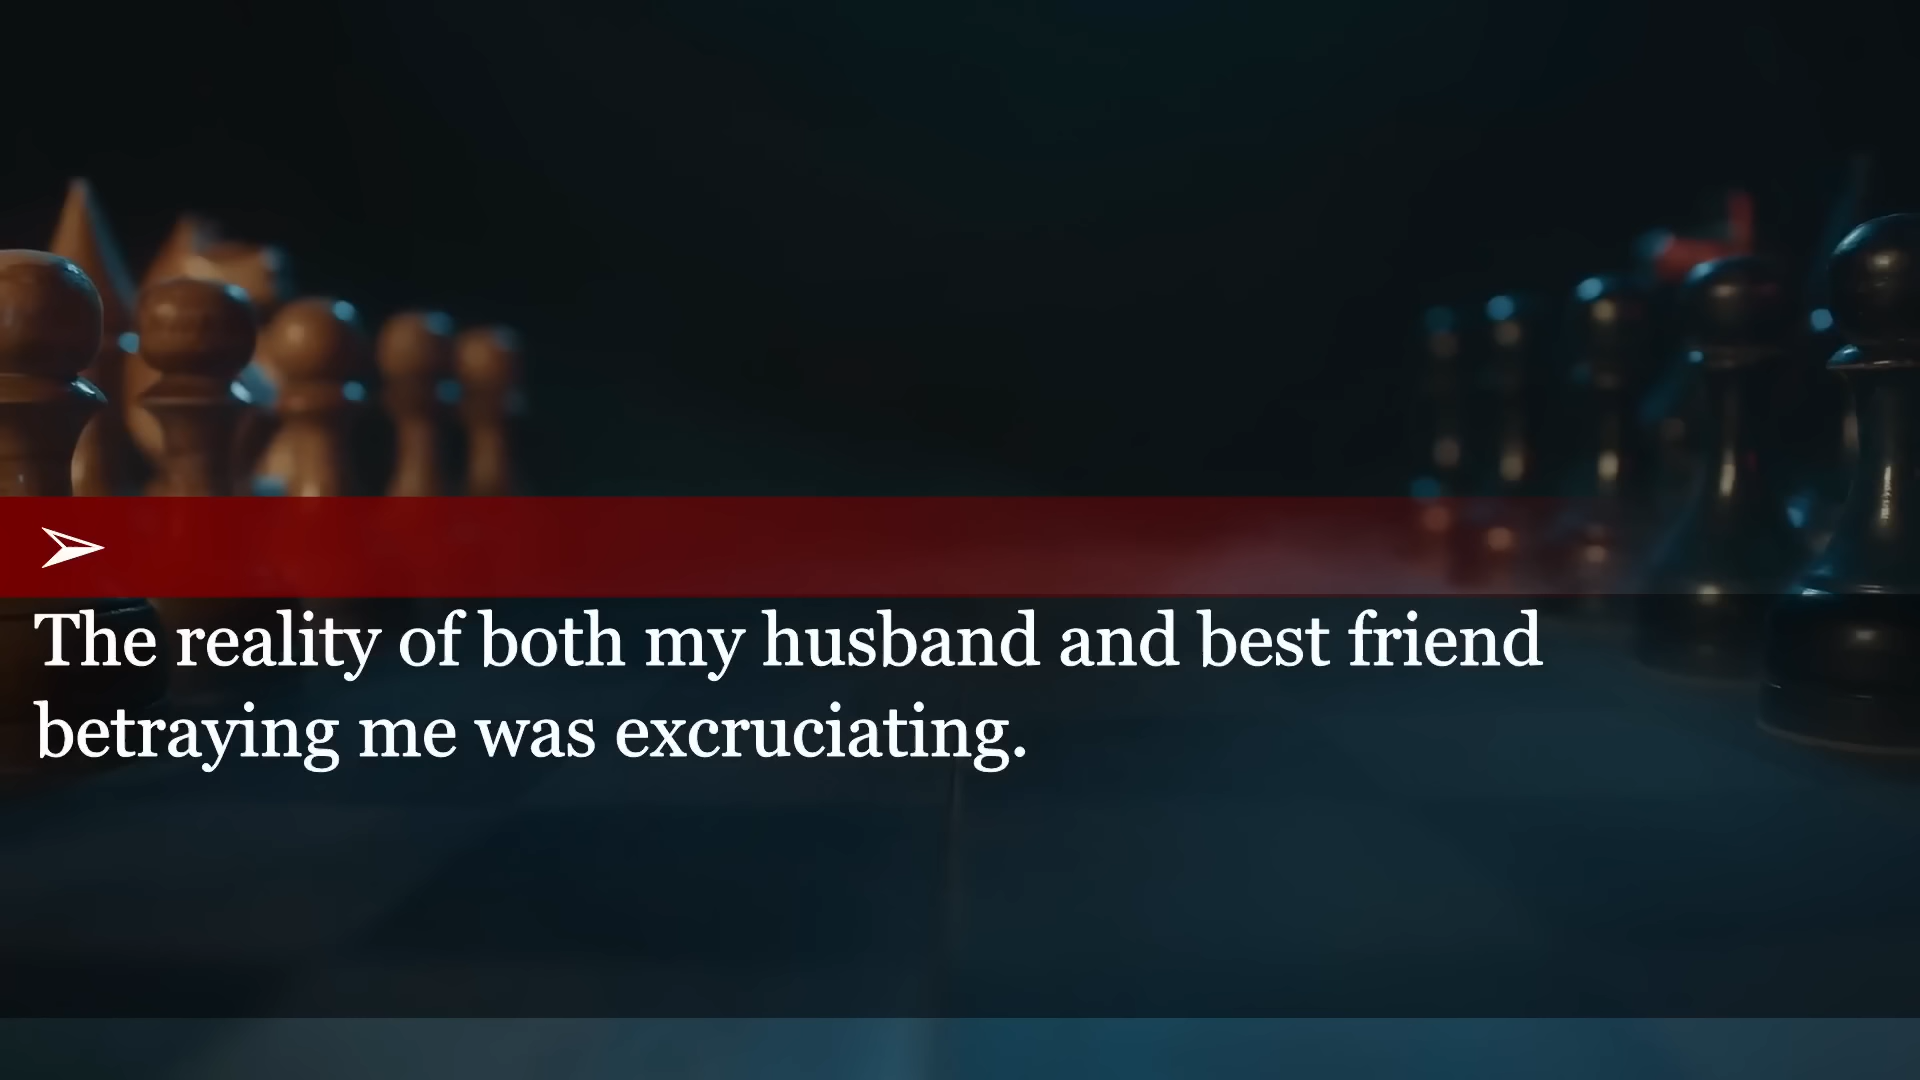 The reality of both my husband and best friend
betraying me was excruciating.